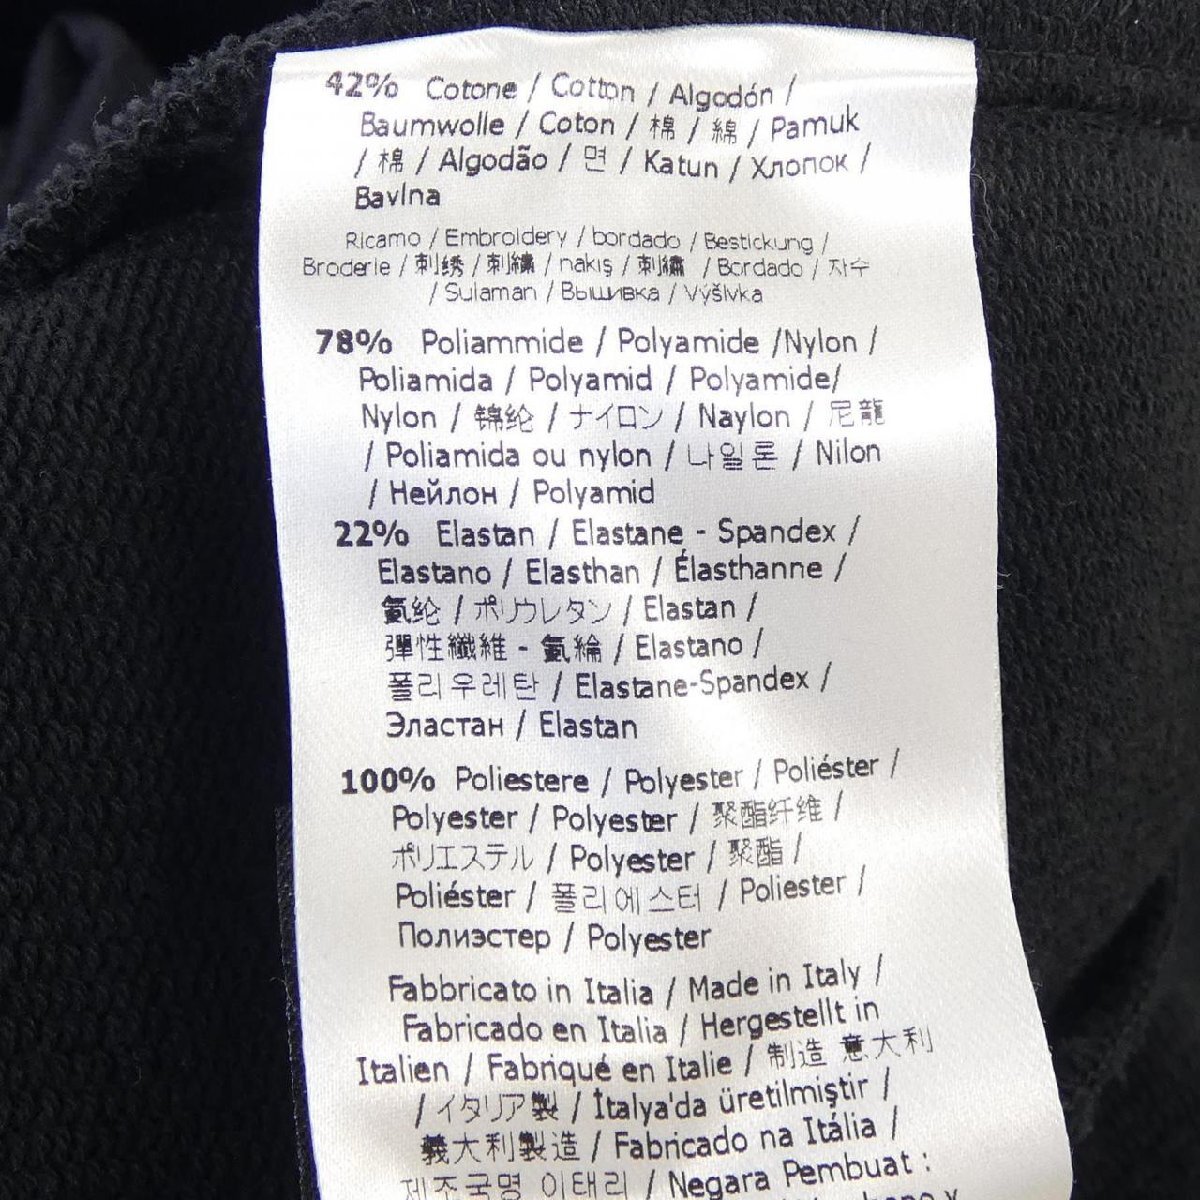 42% Cotone / Cotton / Algodón /
Baumwolle / Coton / 棉 / 綿 / Pamuk
/ 棉 / Algodão / 면 / Katun / Хлопок /
Bavlna
Ricamo / Embroidery / bordado / Bestickung /
Broderie / 刺绣 / 刺繍 / nakış / 刺繡 / Bordado / 자수
/ Sulaman / Вышивка / Výšivka
78% Poliammide / Polyamide /Nylon /
Poliamida / Polyamid / Polyamide/
Nylon / 锦纶 / ナイロン / Naylon / 尼龍
/ Poliamida ou nylon / 나일론 / Nilon
/ Нейлон / Polyamid
22% Elastan / Elastane - Spandex /
Elastano / Elasthan / Élasthanne /
氨纶 / ポリウレタン / Elastan /
彈性纖維 - 氨綸 / Elastano /
폴리우레탄 / Elastane-Spandex /
Эластан / Elastan
100% Poliestere / Polyester / Poliéster /
Polyester / Polyester / 聚酯纤维 /
ポリエステル / Polyester / 聚酯 /
Poliéster / 폴리에스터 / Poliester /
Полиэстер / Polyester
Fabbricato in Italia / Made in Italy /
Fabricado en Italia / Hergestellt in
Italien / Fabriqué en Italie / 制造 意大利
/ イタリア製 / İtalya'da üretilmiştir /
義大利製造 / Fabricado na Itália /
제조국명 이태리 / Negara Pembuat :